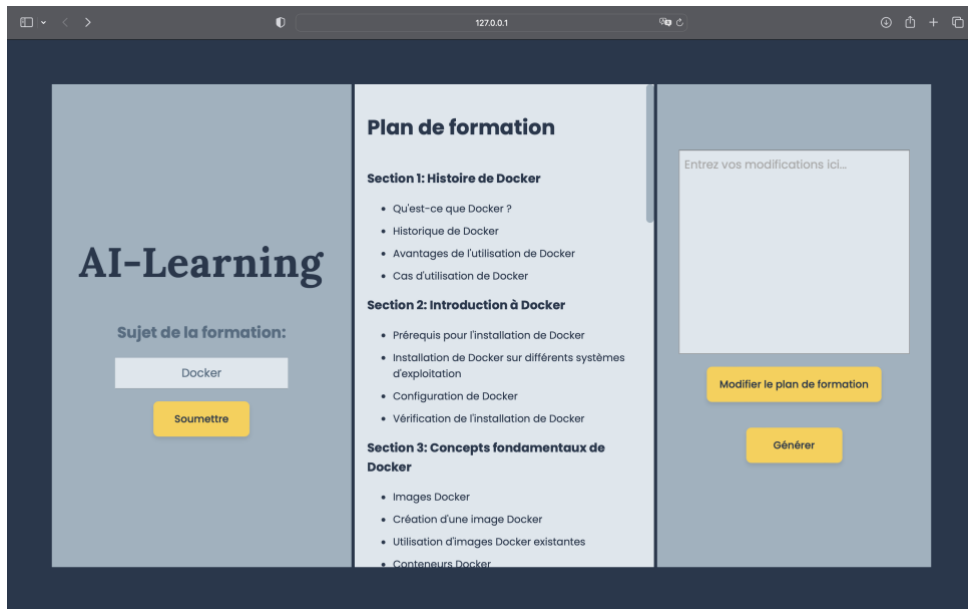 127.0.0.1
AI-Learning
Sujet de la formation:
Docker
Soumettre
Plan de formation
Section 1: Histoire de Docker
Qu'est-ce que Docker ?
Historique de Docker
Avantages de l'utilisation de Docker
Cas d'utilisation de Docker
Section 2: Introduction à Docker
Prérequis pour l'installation de Docker
Installation de Docker sur différents systèmes
d'exploitation
Configuration de Docker
Vérification de l'installation de Docker
Section 3: Concepts fondamentaux de
Docker
Images Docker
Création d'une image Docker
Utilisation d'images Docker existantes
Conteneurs Docker
Entrez vos modifications ici...
Modifier le plan de formation
Générer